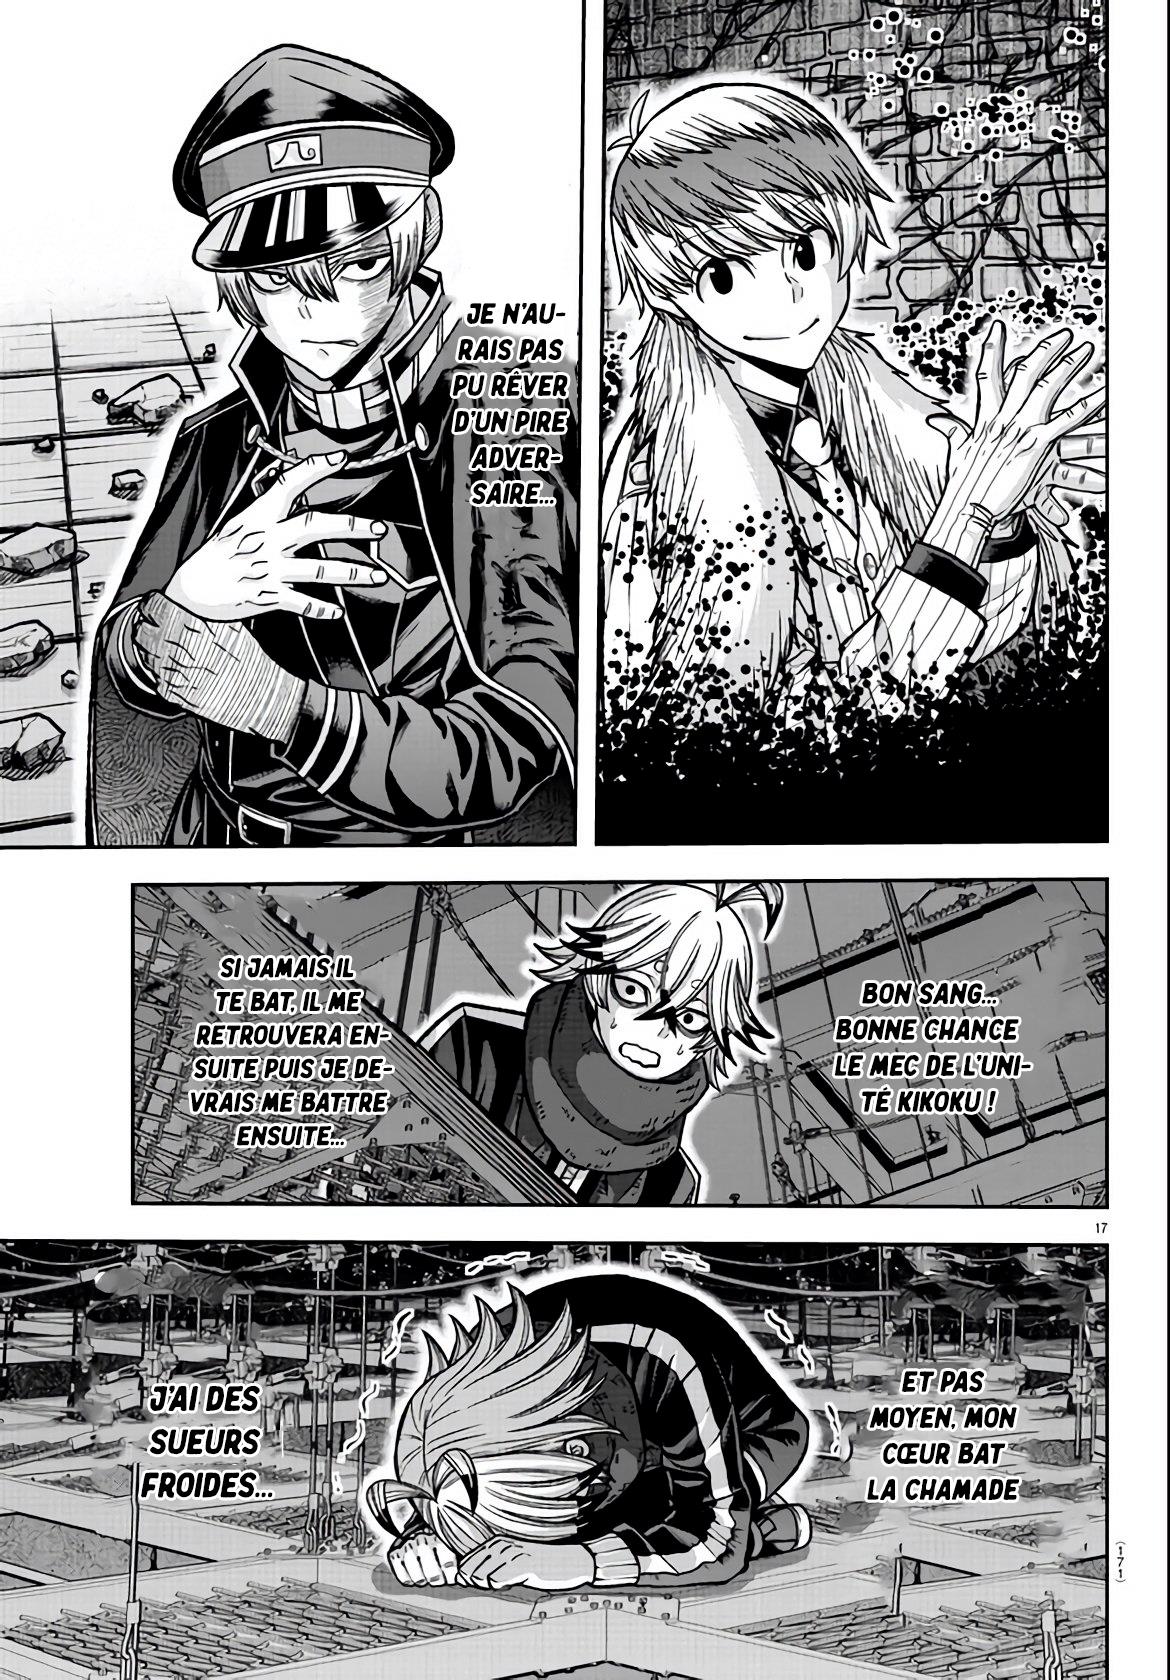 JE N'AU-
RAIS PAS
PU RÊVER
D'UN PIRE
ADVER-
SAIRE...
BON SANG...
BONNE CHANCE
LE MEC DE L'UNI-
TÉ KIKOKU !
SI JAMAIS IL
TE BAT, IL ME
RETROUVERA EN-
SUITE PUIS JE DE-
VRAIS ME BATTRE
ENSUITE...
17
ET PAS
MOYEN, MON
CŒUR BAT
LA CHAMADE
J'AI DES
SUEURS
FROIDES...
(171)